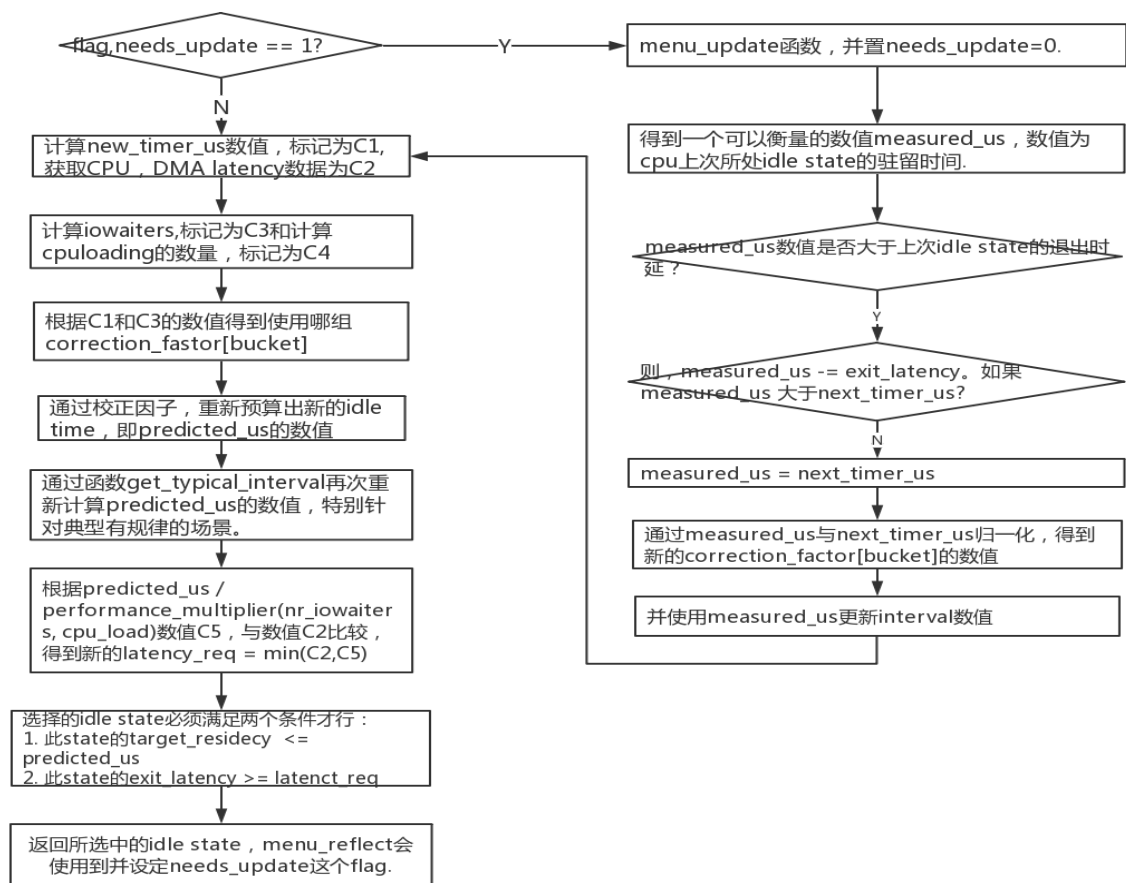 flag,needs_update == 1?
Y
menu_update函数，并置needs_update=0.
N
计算new_timer_us数值，标记为C1,
获取CPU，DMA latency数据为C2
得到一个可以衡量的数值measured_us，数值为
cpu上次所处idle state的驻留时间.
计算iowaiters,标记为C3和计算
cpuloading的数量，标记为C4
measured_us数值是否大于上次idle state的退出时
延？
Y
根据C1和C3的数值得到使用哪组
correction_fastor[bucket]
则，measured_us -= exit_latency。如果
measured_us 大于next_timer_us?
N
通过校正因子，重新预算出新的idle
time，即predicted_us的数值
measured_us = next_timer_us
通过函数get_typical_interval再次重
新计算predicted_us的数值，特别针
对典型有规律的场景。
通过measured_us与next_timer_us归一化，得到
新的correction_factor[bucket]的数值
根据predicted_us /
performance_multiplier(nr_iowaiter
s, cpu_load)数值C5，与数值C2比较，
得到新的latency_req = min(C2,C5)
并使用measured_us更新interval数值
选择的idle state必须满足两个条件才行：
1. 此state的target_residecy <=
predicted_us
2. 此state的exit_latency >= latenct_req
返回所选中的idle state，menu_reflect会
使用到并设定needs_update这个flag.